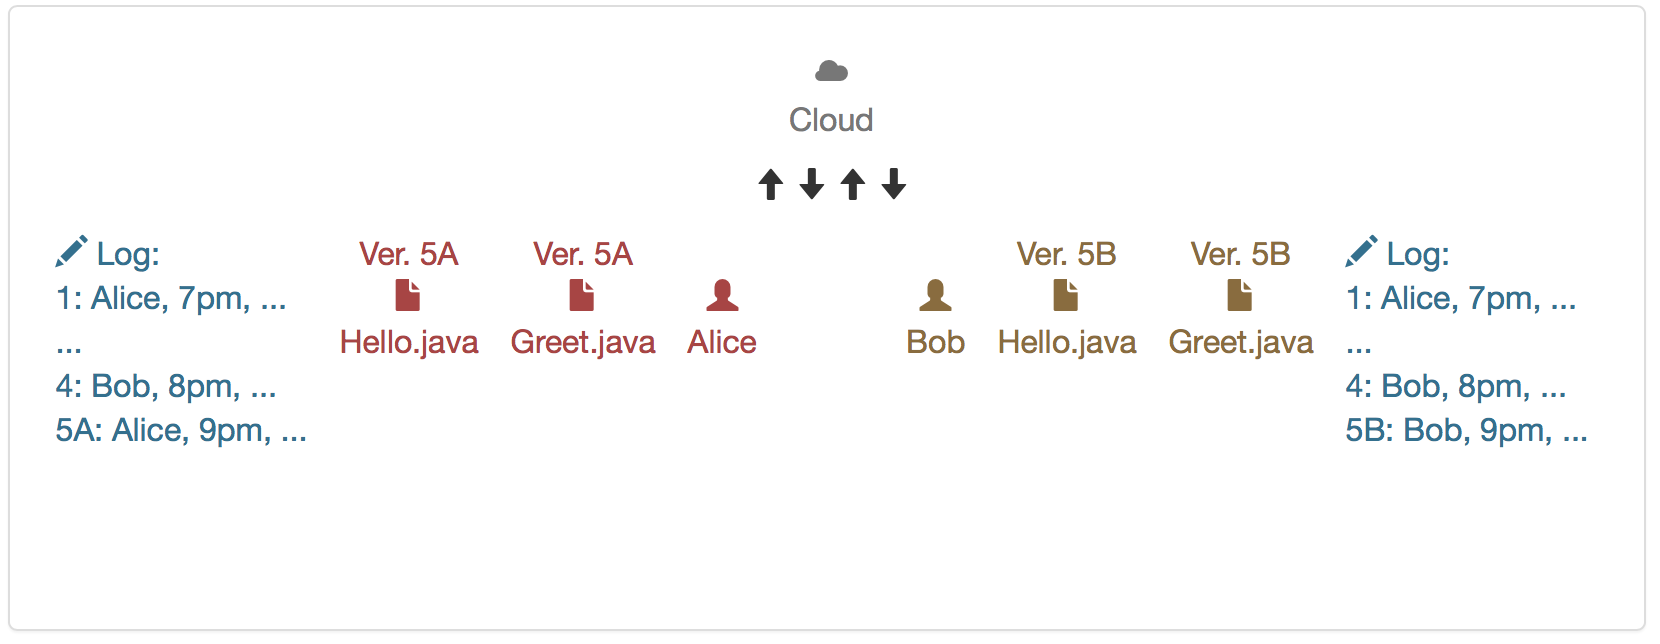 Cloud
Log:
1: Alice, 7pm, ...
...
4: Bob, 8pm, ...
5A: Alice, 9pm, ...
Ver. 5A
Hello.java
Ver. 5A
Greet.java
Alice
Bob
Ver. 5B
Hello.java
Ver. 5B
Greet.java
Log:
1: Alice, 7pm, ...
...
4: Bob, 8pm, ...
5B: Bob, 9pm, ...